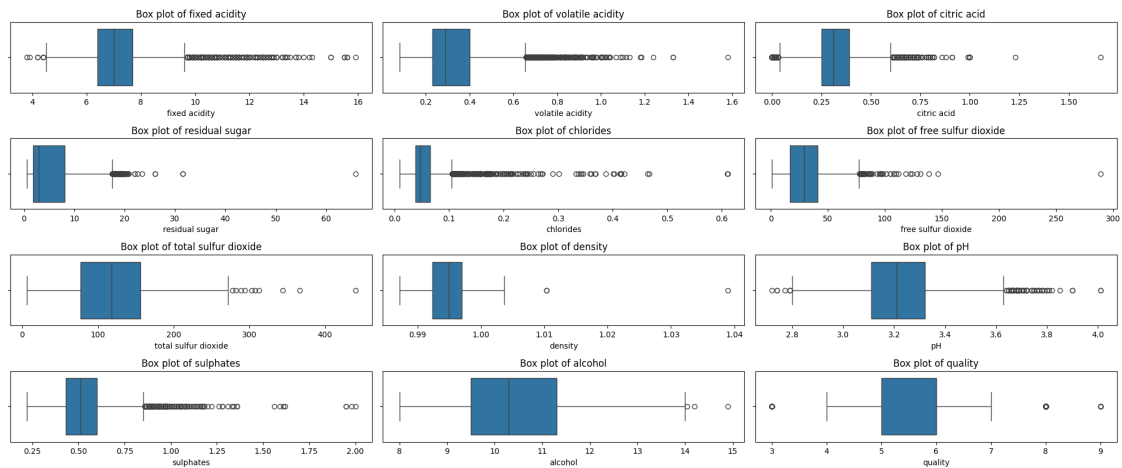 Box plot of fixed acidity
4 6 8 10 12 14 16
fixed acidity
Box plot of volatile acidity
0.2 0.4 0.6 0.8 1.0 1.2 1.4 1.6
volatile acidity
Box plot of citric acid
0.00 0.25 0.50 0.75 1.00 1.25 1.50
citric acid
Box plot of residual sugar
0 10 20 30 40 50 60
residual sugar
Box plot of chlorides
0.0 0.1 0.2 0.3 0.4 0.5 0.6
chlorides
Box plot of free sulfur dioxide
0 50 100 150 200 250 300
free sulfur dioxide
Box plot of total sulfur dioxide
0 100 200 300 400
total sulfur dioxide
Box plot of density
0.99 1.00 1.01 1.02 1.03 1.04
density
Box plot of pH
2.8 3.0 3.2 3.4 3.6 3.8 4.0
pH
Box plot of sulphates
0.25 0.50 0.75 1.00 1.25 1.50 1.75 2.00
sulphates
Box plot of alcohol
8 9 10 11 12 13 14 15
alcohol
Box plot of quality
3 4 5 6 7 8 9
quality